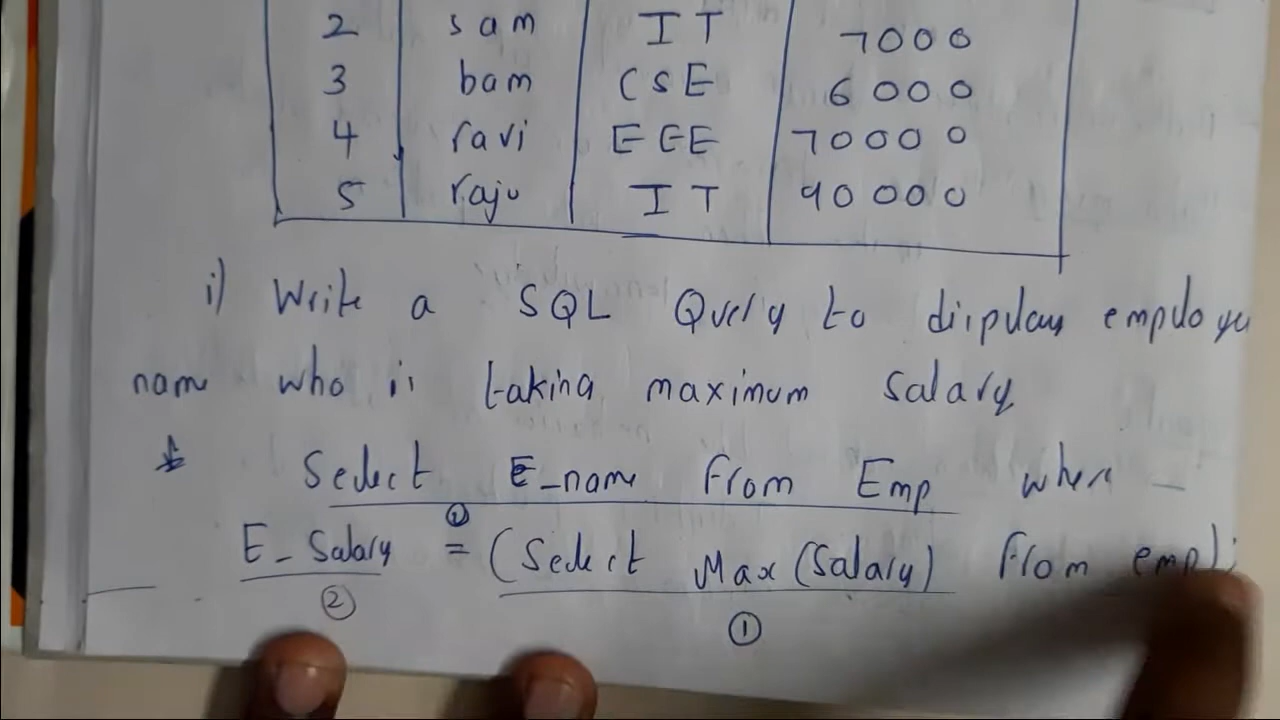 2 sam IT 7000
3 bam CSE 6000
4 ravi EEE 70000
5 raju IT 90000
i) Write a SQL Query to display employe
name who is taking maximum salary
Select E_name from Emp where
E_Salary = (Select Max (Salary) from emp);
② ① ①